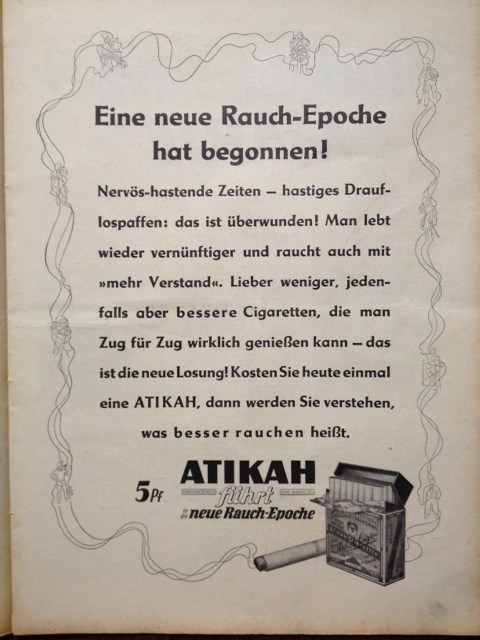 Eine neue Rauch-Epoche
hat begonnen!
Nervös-hastende Zeiten – hastiges Drauf-
lospaffen: das ist überwunden! Man lebt
wieder vernünftiger und raucht auch mit
»mehr Verstand«. Lieber weniger, jeden-
falls aber bessere Cigaretten, die man
Zug für Zug wirklich genießen kann – das
ist die neue Losung! Kosten Sie heute einmal
eine ATIKAH, dann werden Sie verstehen,
was besser rauchen heißt.
ATIKAH
5 Pf
führt
neue Rauch-Epoche